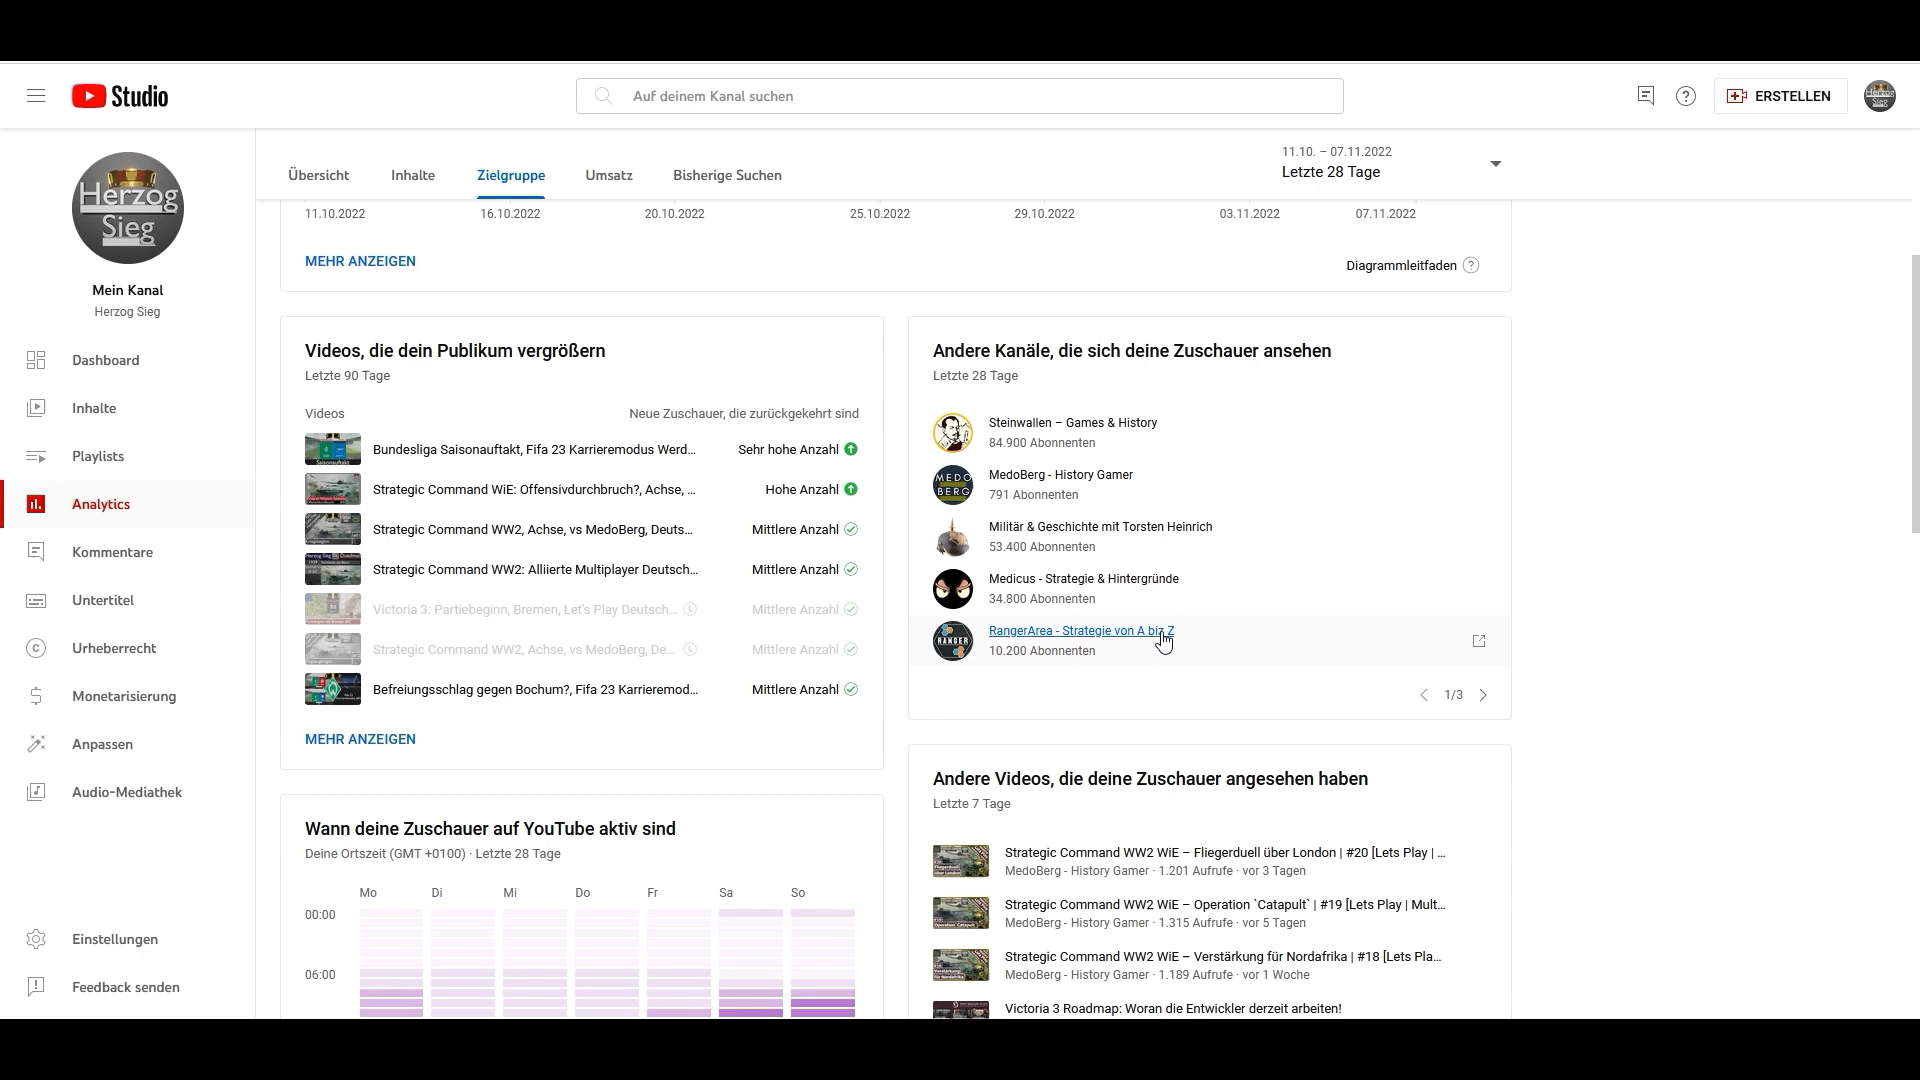 Studio
Auf deinem Kanal suchen
ERSTELLEN
Herzog
Sieg
Mein Kanal
Herzog Sieg
Dashboard
Inhalte
Playlists
Analytics
Kommentare
Untertitel
Urheberrecht
Monetarisierung
Anpassen
Audio-Mediathek
Einstellungen
Feedback senden
Übersicht
Inhalte
Zielgruppe
Umsatz
Bisherige Suchen
11.10. – 07.11.2022
Letzte 28 Tage
11.10.2022
16.10.2022
20.10.2022
25.10.2022
29.10.2022
03.11.2022
07.11.2022
MEHR ANZEIGEN
Diagrammleitfaden
Videos, die dein Publikum vergrößern
Letzte 90 Tage
Videos
Neue Zuschauer, die zurückgekehrt sind
Bundesliga Saisonauftakt, Fifa 23 Karrieremodus Werd...
Sehr hohe Anzahl
Strategic Command WiE: Offensivdurchbruch?, Achse, ...
Hohe Anzahl
Strategic Command WW2, Achse, vs MedoBerg, Deuts...
Mittlere Anzahl
Strategic Command WW2: Alliierte Multiplayer Deutsch...
Mittlere Anzahl
Victoria 3: Partiebeginn, Bremen, Let's Play Deutsch...
Mittlere Anzahl
Strategic Command WW2, Achse, vs MedoBerg, De...
Mittlere Anzahl
Befreiungsschlag gegen Bochum?, Fifa 23 Karrieremod...
Mittlere Anzahl
MEHR ANZEIGEN
Wann deine Zuschauer auf YouTube aktiv sind
Deine Ortszeit (GMT +0100) · Letzte 28 Tage
Mo Di Mi Do Fr Sa So
00:00
06:00
Andere Kanäle, die sich deine Zuschauer ansehen
Letzte 28 Tage
Steinwallen – Games & History
84.900 Abonnenten
MEDO
BERG
MedoBerg - History Gamer
791 Abonnenten
Militär & Geschichte mit Torsten Heinrich
53.400 Abonnenten
Medicus - Strategie & Hintergründe
34.800 Abonnenten
RANGER
RangerArea - Strategie von A biz Z
10.200 Abonnenten
1/3
Andere Videos, die deine Zuschauer angesehen haben
Letzte 7 Tage
Strategic Command WW2 WiE – Fliegerduell über London | #20 [Lets Play | ...
MedoBerg - History Gamer · 1.201 Aufrufe · vor 3 Tagen
Strategic Command WW2 WiE – Operation `Catapult` | #19 [Lets Play | Mult...
MedoBerg - History Gamer · 1.315 Aufrufe · vor 5 Tagen
Strategic Command WW2 WiE – Verstärkung für Nordafrika | #18 [Lets Pla...
MedoBerg - History Gamer · 1.189 Aufrufe · vor 1 Woche
Victoria 3 Roadmap: Woran die Entwickler derzeit arbeiten!